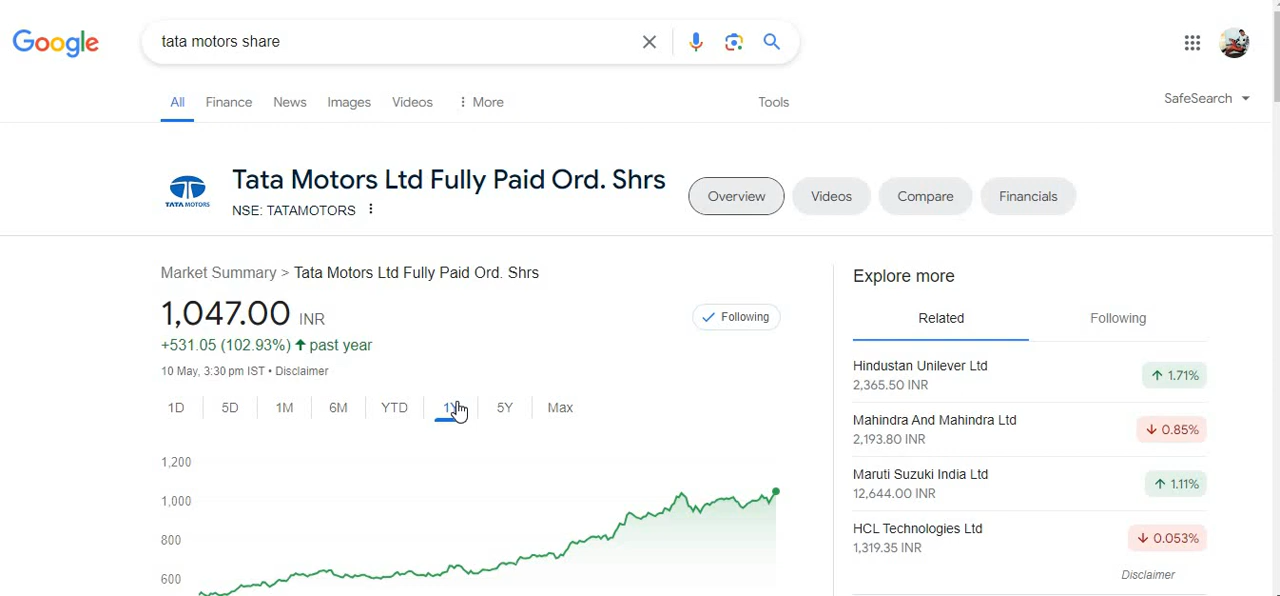 Google
tata motors share
All Finance News Images Videos More Tools SafeSearch
TATA MOTORS
Tata Motors Ltd Fully Paid Ord. Shrs
NSE: TATAMOTORS
Overview Videos Compare Financials
Market Summary > Tata Motors Ltd Fully Paid Ord. Shrs
1,047.00 INR
Following
+531.05 (102.93%) ↑ past year
10 May, 3:30 pm IST • Disclaimer
1D 5D 1M 6M YTD 1Y 5Y Max
1,200
1,000
800
600
Explore more
Related Following
Hindustan Unilever Ltd
2,365.50 INR
↑ 1.71%
Mahindra And Mahindra Ltd
2,193.80 INR
↓ 0.85%
Maruti Suzuki India Ltd
12,644.00 INR
↑ 1.11%
HCL Technologies Ltd
1,319.35 INR
↓ 0.053%
Disclaimer